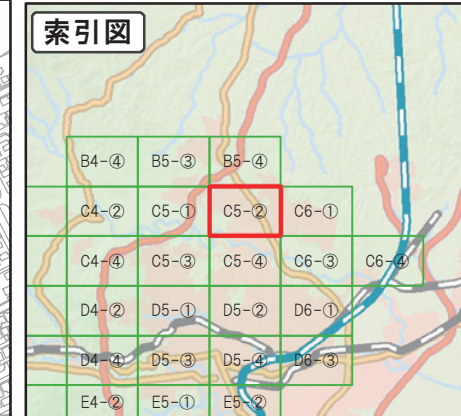 索引図
B4-④ B5-③ B5-④
C4-② C5-① C5-② C6-①
C4-④ C5-③ C5-④ C6-③ C6-④
D4-② D5-① D5-② D6-①
D4-④ D5-③ D5-④ D6-③
E4-② E5-① E5-②